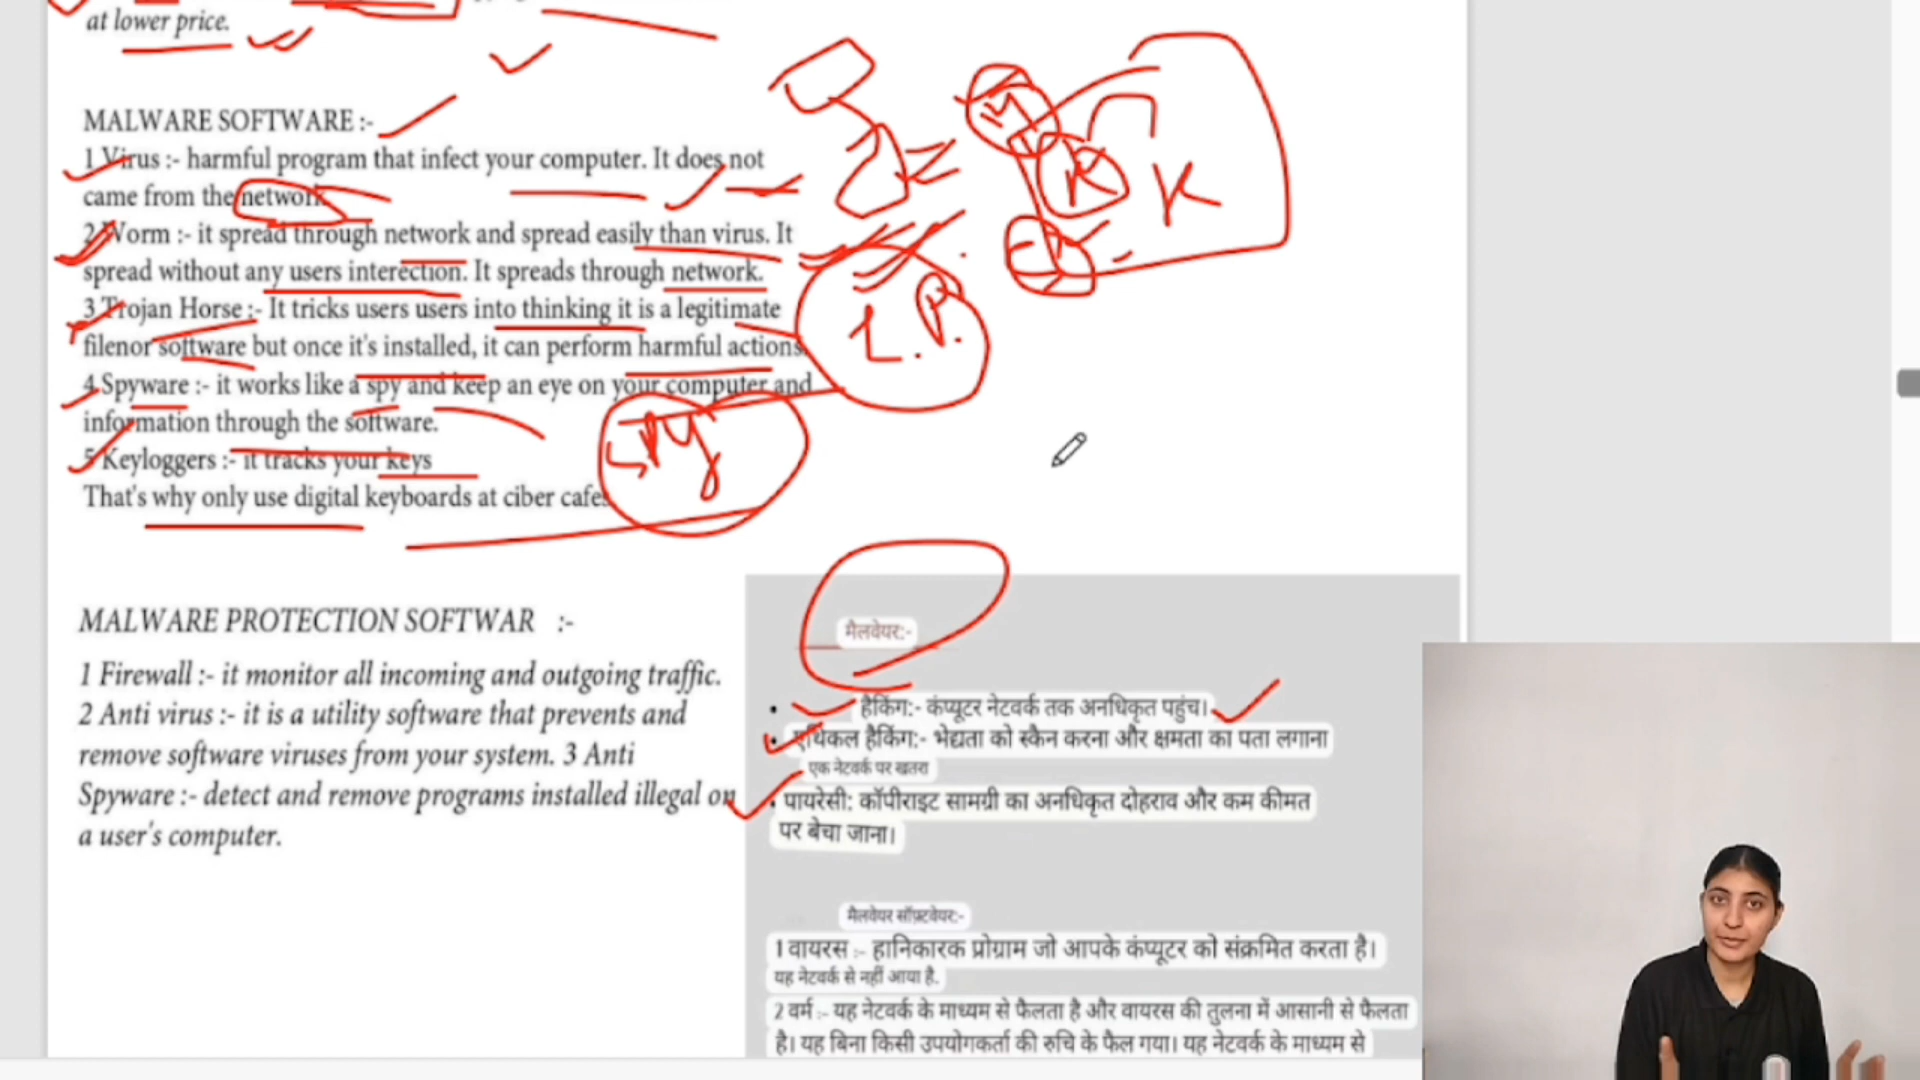 at lower price.
MALWARE SOFTWARE :-
1 Virus :- harmful program that infect your computer. It does not
came from the network.
2 Worm :- it spread through network and spread easily than virus. It
spread without any users interection. It spreads through network.
3 Trojan Horse :- It tricks users users into thinking it is a legitimate
filenor software but once it's installed, it can perform harmful actions.
4 Spyware :- it works like a spy and keep an eye on your computer and
information through the software.
5 Keyloggers :- it tracks your keys
That's why only use digital keyboards at ciber cafe.
K
spy
MALWARE PROTECTION SOFTWAR :-
1 Firewall :- it monitor all incoming and outgoing traffic.
2 Anti virus :- it is a utility software that prevents and
remove software viruses from your system. 3 Anti
Spyware :- detect and remove programs installed illegal on
a user's computer.
मैलवेयर:-
• हैकिंग:- कंप्यूटर नेटवर्क तक अनधिकृत पहुंच।
• एथिकल हैकिंग:- भेद्यता को स्कैन करना और क्षमता का पता लगाना
एक नेटवर्क पर खतरा
• पायरेसी: कॉपीराइट सामग्री का अनधिकृत दोहराव और कम कीमत
पर बेचा जाना।
मैलवेयर सॉफ़्टवेयर:-
1 वायरस :- हानिकारक प्रोग्राम जो आपके कंप्यूटर को संक्रमित करता है।
यह नेटवर्क से नहीं आया है.
2 वर्म :- यह नेटवर्क के माध्यम से फैलता है और वायरस की तुलना में आसानी से फैलता
है। यह बिना किसी उपयोगकर्ता की रुचि के फैल गया। यह नेटवर्क के माध्यम से